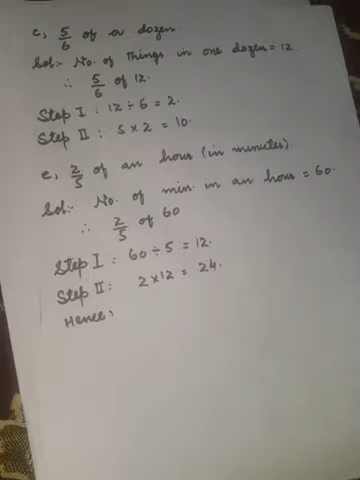 c, 5/6 of a dozen.
Sol:- No. of things in one dozen = 12
∴ 5/6 of 12.
Step I : 12 ÷ 6 = 2.
Step II : 5 × 2 = 10.
e, 2/5 of an hour (in minutes).
Sol:- No. of min. in an hour = 60.
∴ 2/5 of 60
Step I : 60 ÷ 5 = 12.
Step II : 2 × 12 = 24.
Hence,